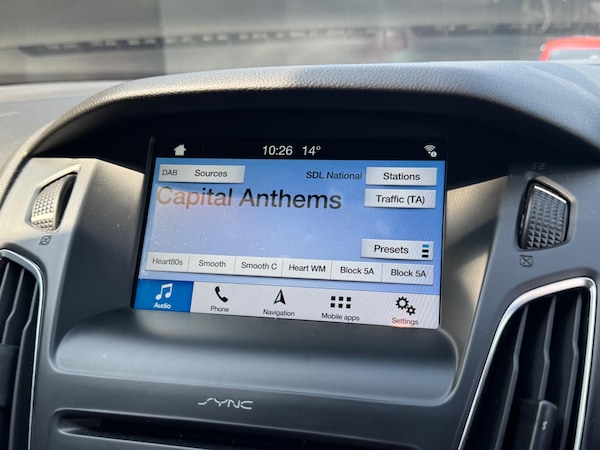 10:26 14°
DAB Sources SDL National Stations
Capital Anthems
Traffic (TA)
Presets
Heart80s Smooth Smooth C Heart WM Block 5A Block 5A
Audio Phone Navigation Mobile apps Settings
SYNC